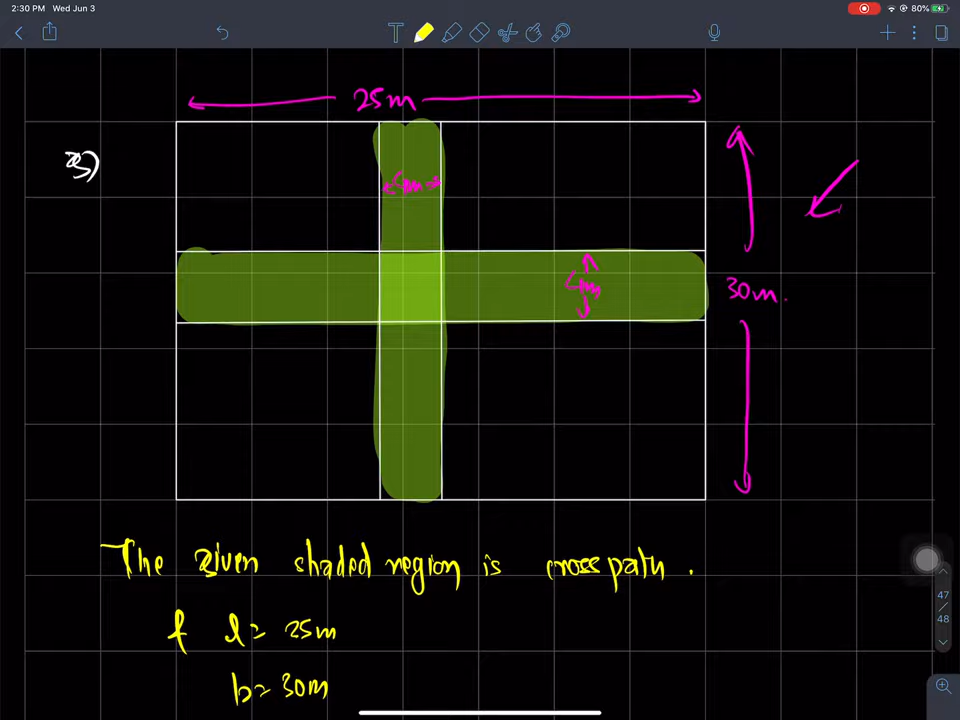 2:30 PM Wed Jun 3
80%
T
25m
4m
4m
30m.
The given shaded region is cross path.
f l = 25m
b = 30m
47
/
48